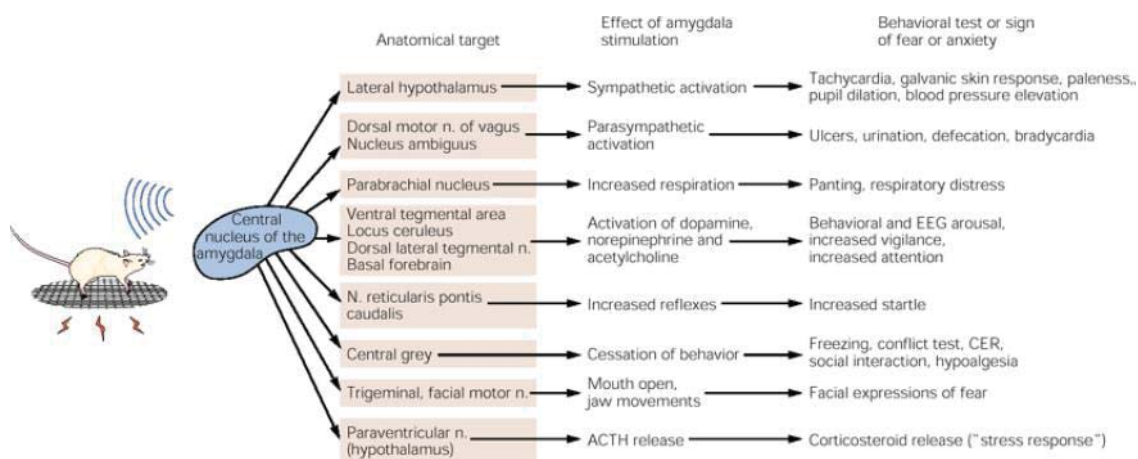 Anatomical target
Effect of amygdala
stimulation
Behavioral test or sign
of fear or anxiety
Central
nucleus of the
amygdala
Lateral hypothalamus
Sympathetic activation
Tachycardia, galvanic skin response, paleness,,
pupil dilation, blood pressure elevation
Dorsal motor n. of vagus
Nucleus ambiguus
Parasympathetic
activation
Ulcers, urination, defecation, bradycardia
Parabrachial nucleus
Increased respiration
Panting, respiratory distress
Ventral tegmental area
Locus ceruleus
Dorsal lateral tegmental n.
Basal forebrain
Activation of dopamine,
norepinephrine and
acetylcholine
Behavioral and EEG arousal,
increased vigilance,
increased attention
N. reticularis pontis
caudalis
Increased reflexes
Increased startle
Central grey
Cessation of behavior
Freezing, conflict test, CER,
social interaction, hypoalgesia
Trigeminal, facial motor n.
Mouth open,
jaw movements
Facial expressions of fear
Paraventricular n.
(hypothalamus)
ACTH release
Corticosteroid release ("stress response")